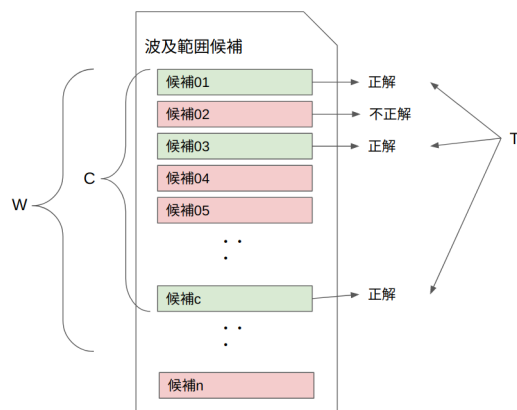 波及範囲候補
候補01
正解
候補02
不正解
候補03
正解
T
候補04
C
候補05
W
・・
・
候補c
正解
・・
・
候補n